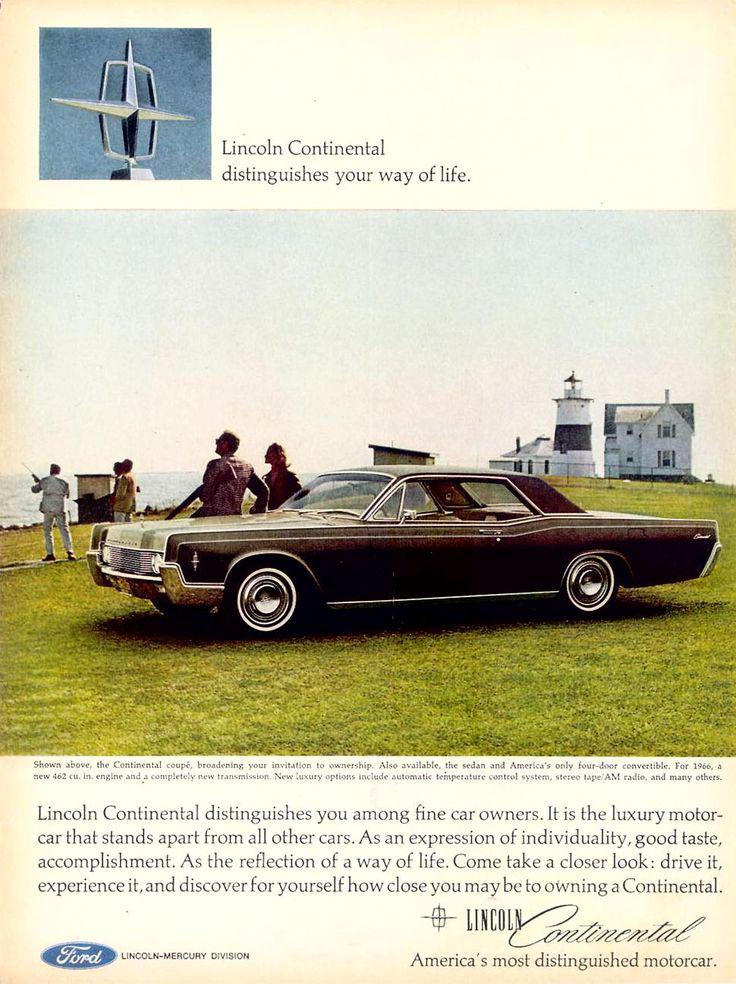 Lincoln Continental
distinguishes your way of life.
Shown above, the Continental coupé, broadening your invitation to ownership. Also available, the sedan and America's only four-door convertible. For 1966, a
new 462 cu. in. engine and a completely new transmission. New luxury options include automatic temperature control system, stereo tape/AM radio, and many others.
Lincoln Continental distinguishes you among fine car owners. It is the luxury motor-
car that stands apart from all other cars. As an expression of individuality, good taste,
accomplishment. As the reflection of a way of life. Come take a closer look: drive it,
experience it, and discover for yourself how close you may be to owning a Continental.
LINCOLN Continental
America's most distinguished motorcar.
Ford LINCOLN-MERCURY DIVISION